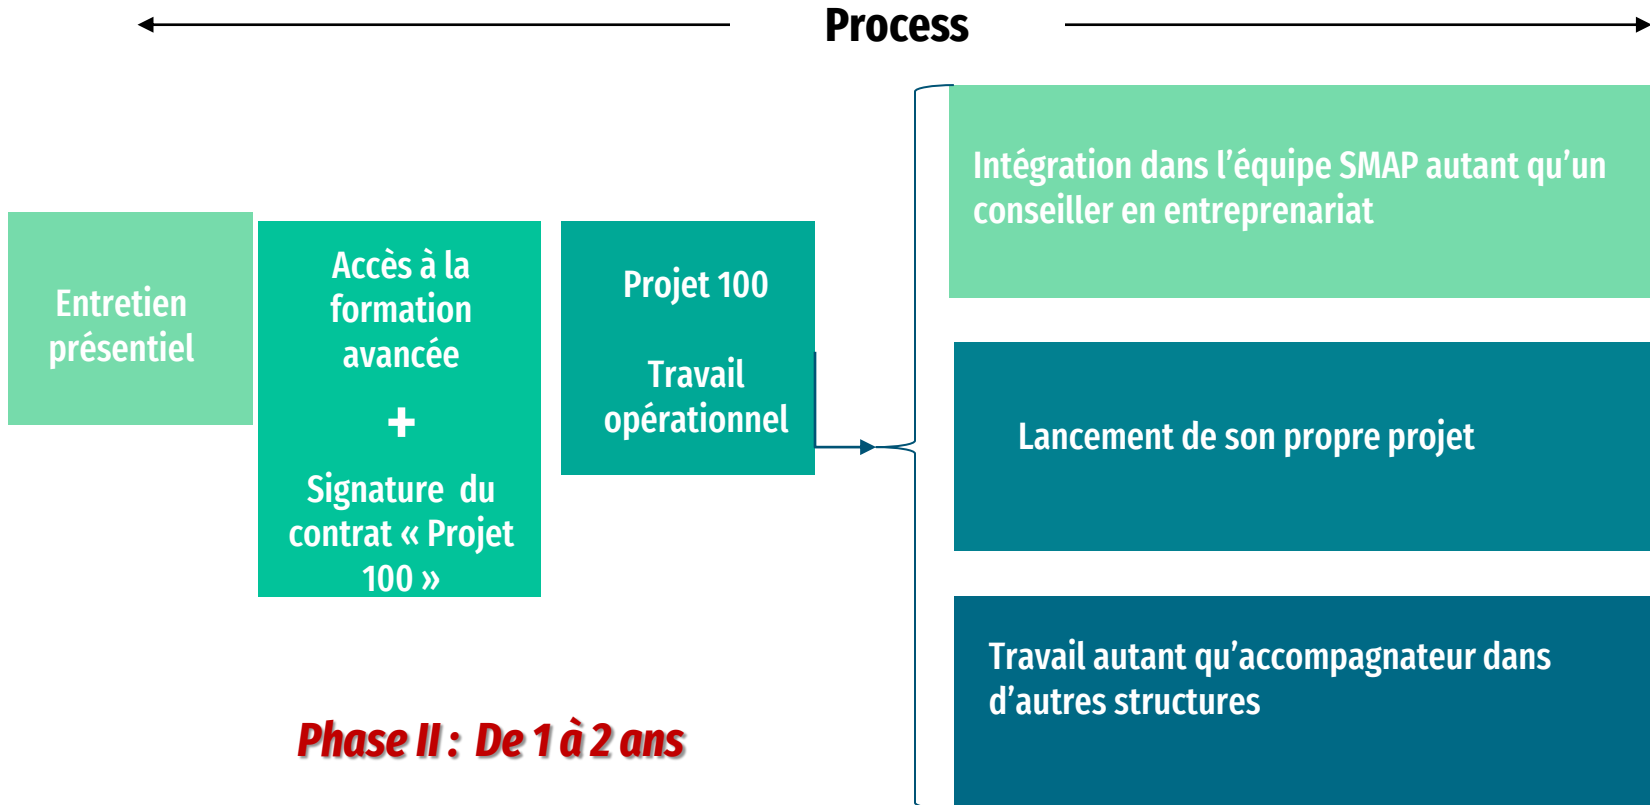 Process
Entretien
présentiel
Accès à la
formation
avancée
+
Signature du
contrat « Projet
100 »
Projet 100
Travail
opérationnel
Intégration dans l’équipe SMAP autant qu’un
conseiller en entreprenariat
Lancement de son propre projet
Travail autant qu’accompagnateur dans
d’autres structures
Phase II : De 1 à 2 ans